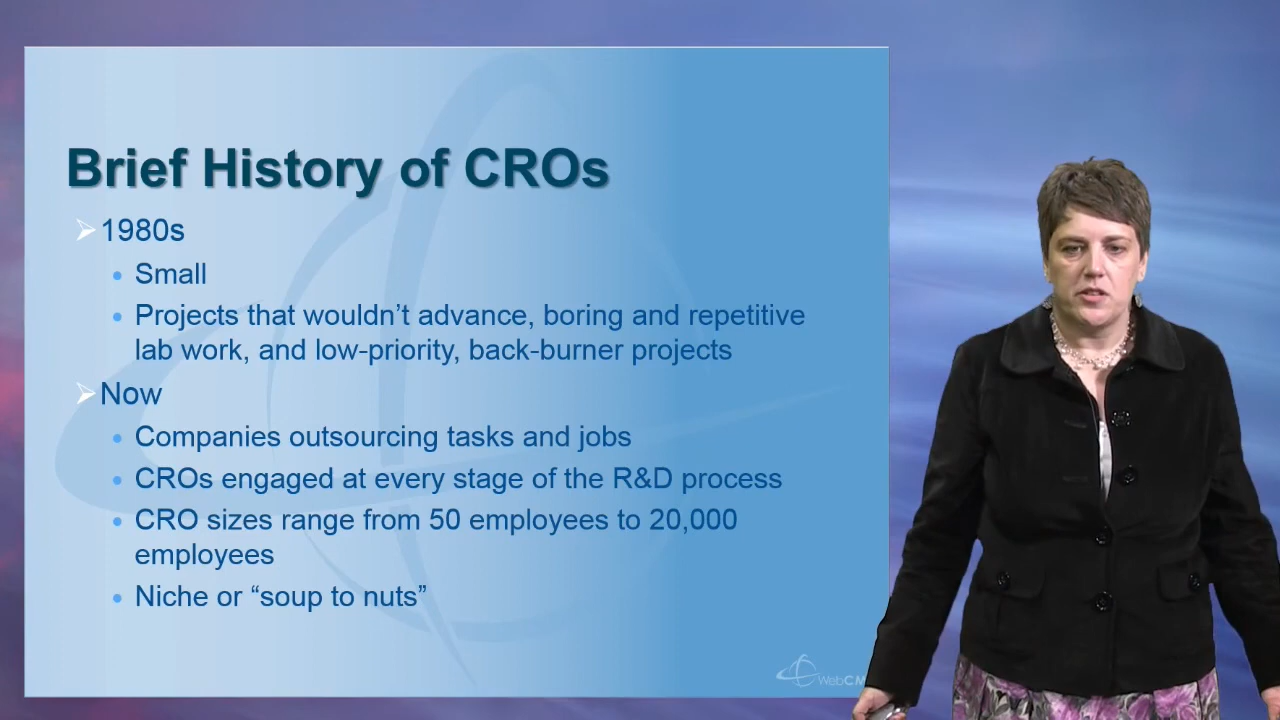 Brief History of CROs
1980s
Small
Projects that wouldn’t advance, boring and repetitive
lab work, and low-priority, back-burner projects
Now
Companies outsourcing tasks and jobs
CROs engaged at every stage of the R&D process
CRO sizes range from 50 employees to 20,000
employees
Niche or “soup to nuts”
WebCM